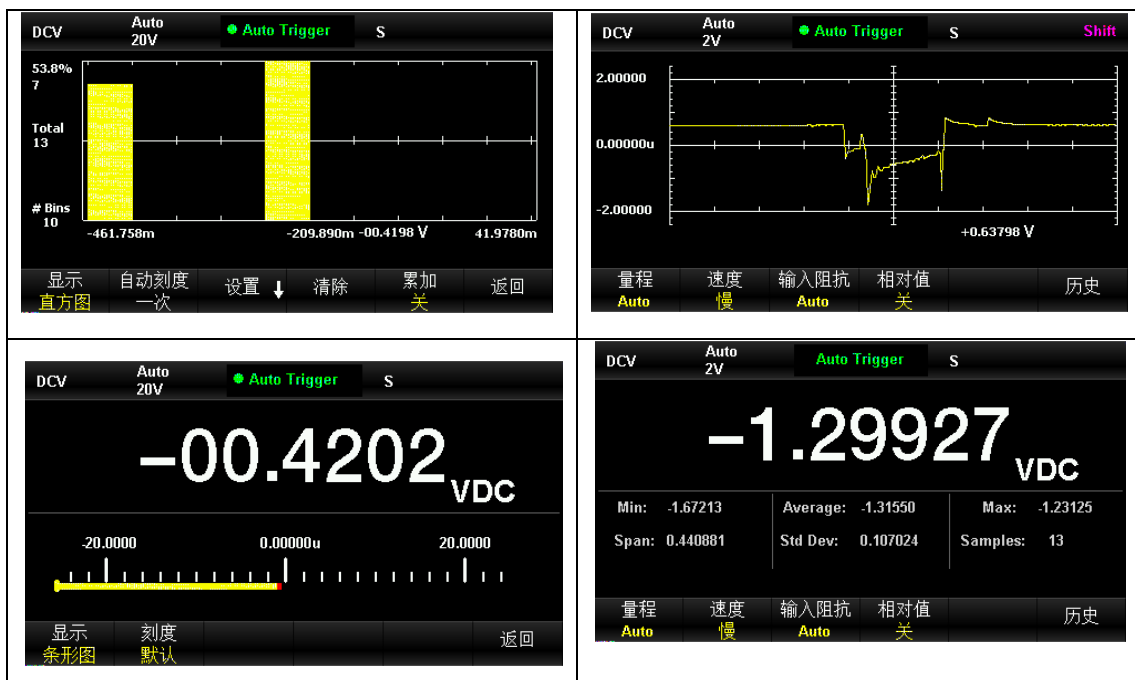 DCV Auto 20V Auto Trigger S
53.8%
7
Total
13
# Bins
10
-461.758m -209.890m -00.4198 V 41.9780m
显示 自动刻度 设置 清除 累加 返回
直方图 一次 关
DCV Auto 2V Auto Trigger S Shift
2.00000
0.00000u
-2.00000
+0.63798 V
量程 速度 输入阻抗 相对值 历史
Auto 慢 Auto 关
DCV Auto 20V Auto Trigger S
-00.4202 VDC
-20.0000 0.00000u 20.0000
显示 刻度 返回
条形图 默认
DCV Auto 2V Auto Trigger S
-1.29927 VDC
Min: -1.67213 Average: -1.31550 Max: -1.23125
Span: 0.440881 Std Dev: 0.107024 Samples: 13
量程 速度 输入阻抗 相对值 历史
Auto 慢 Auto 关